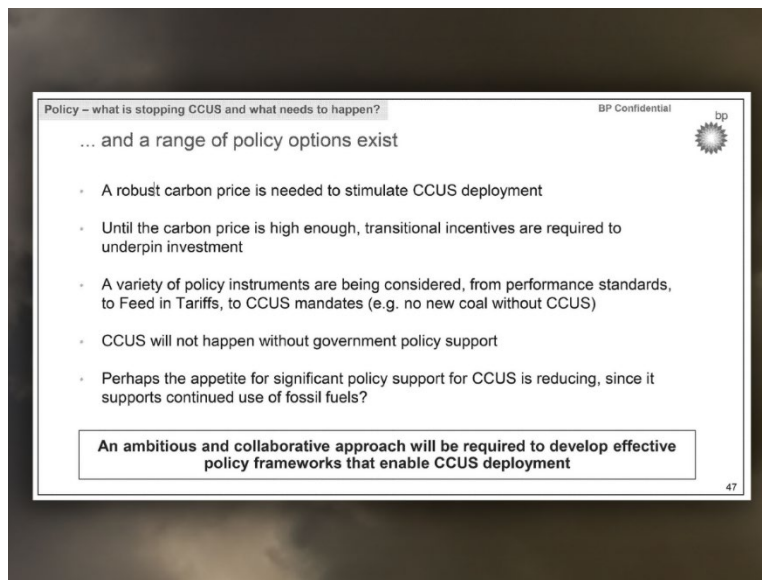 Policy – what is stopping CCUS and what needs to happen?
BP Confidential
bp
... and a range of policy options exist
A robust carbon price is needed to stimulate CCUS deployment
Until the carbon price is high enough, transitional incentives are required to
underpin investment
A variety of policy instruments are being considered, from performance standards,
to Feed in Tariffs, to CCUS mandates (e.g. no new coal without CCUS)
CCUS will not happen without government policy support
Perhaps the appetite for significant policy support for CCUS is reducing, since it
supports continued use of fossil fuels?
An ambitious and collaborative approach will be required to develop effective
policy frameworks that enable CCUS deployment
47